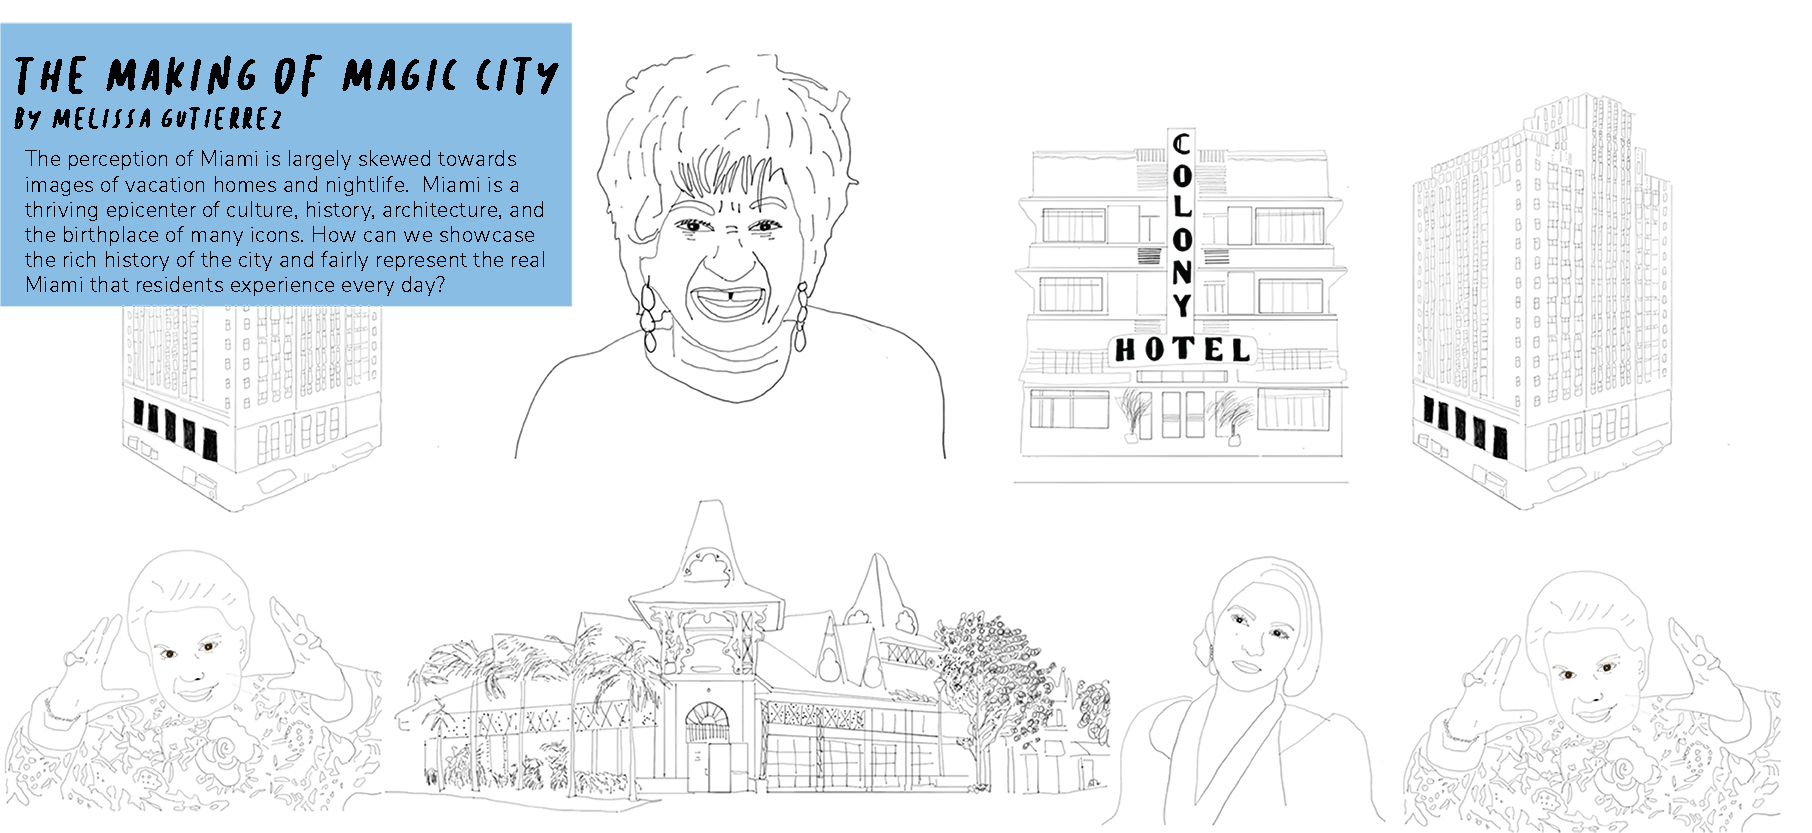 THE MAKING OF MAGIC CITY
BY MELISSA GUTIERREZ
The perception of Miami is largely skewed towards
images of vacation homes and nightlife.  Miami is a
thriving epicenter of culture, history, architecture, and
the birthplace of many icons. How can we showcase
the rich history of the city and fairly represent the real
Miami that residents experience every day?
COLONY
HOTEL